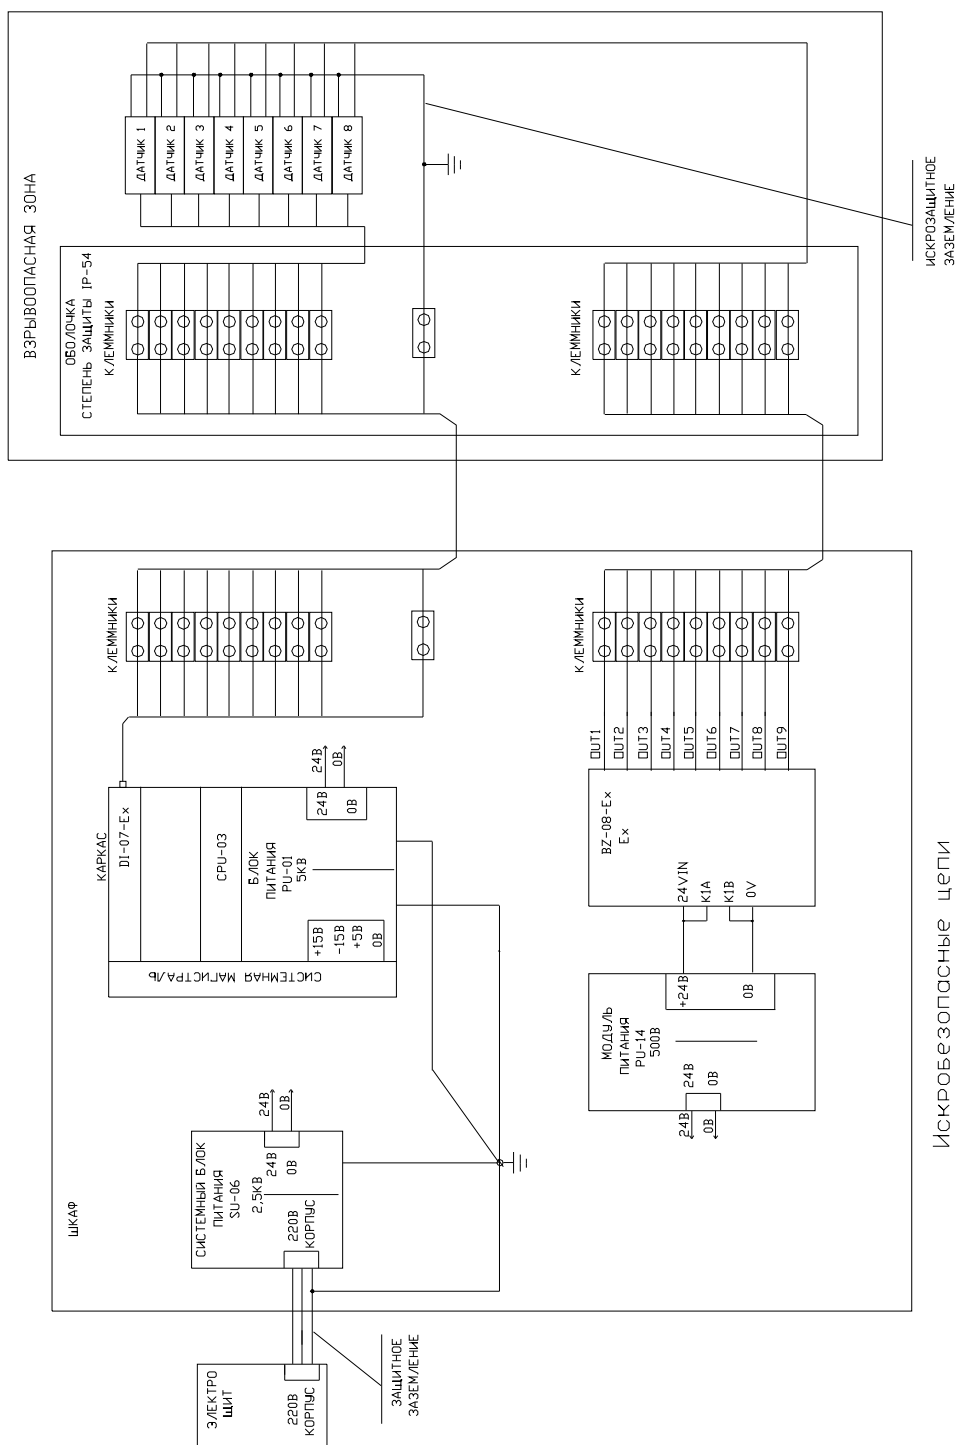 ВЗРЫВООПАСНАЯ ЗОНА
ДАТЧИК 1
ДАТЧИК 2
ДАТЧИК 3
ДАТЧИК 4
ДАТЧИК 5
ДАТЧИК 6
ДАТЧИК 7
ДАТЧИК 8
ИСКРОЗАЩИТНОЕ
ЗАЗЕМЛЕНИЕ
ОБОЛОЧКА
СТЕПЕНЬ ЗАЩИТЫ IP-54
КЛЕММНИКИ
КЛЕММНИКИ
КЛЕММНИКИ
КЛЕММНИКИ
OUT1
OUT2
OUT3
OUT4
OUT5
OUT6
OUT7
OUT8
OUT9
КАРКАС
DI-07-Ex
CPU-03
БЛОК
ПИТАНИЯ
PU-01
5КВ
24В
0В
24В
0В
+15В
-15В
+5В
0В
СИСТЕМНАЯ МАГИСТРАЛЬ
BZ-08-Ex
Ex
24VIN
K1A
K1B
0V
+24В
0В
МОДУЛЬ
ПИТАНИЯ
PU-14
500В
24В
0В
24В
0В
ШКАФ
СИСТЕМНЫЙ БЛОК
ПИТАНИЯ
SU-06
2,5КВ
24В
0В
24В
0В
220В
КОРПУС
ЭЛЕКТРО
ЩИТ
220В
КОРПУС
ЗАЩИТНОЕ
ЗАЗЕМЛЕНИЕ
Искробезопасные цепи